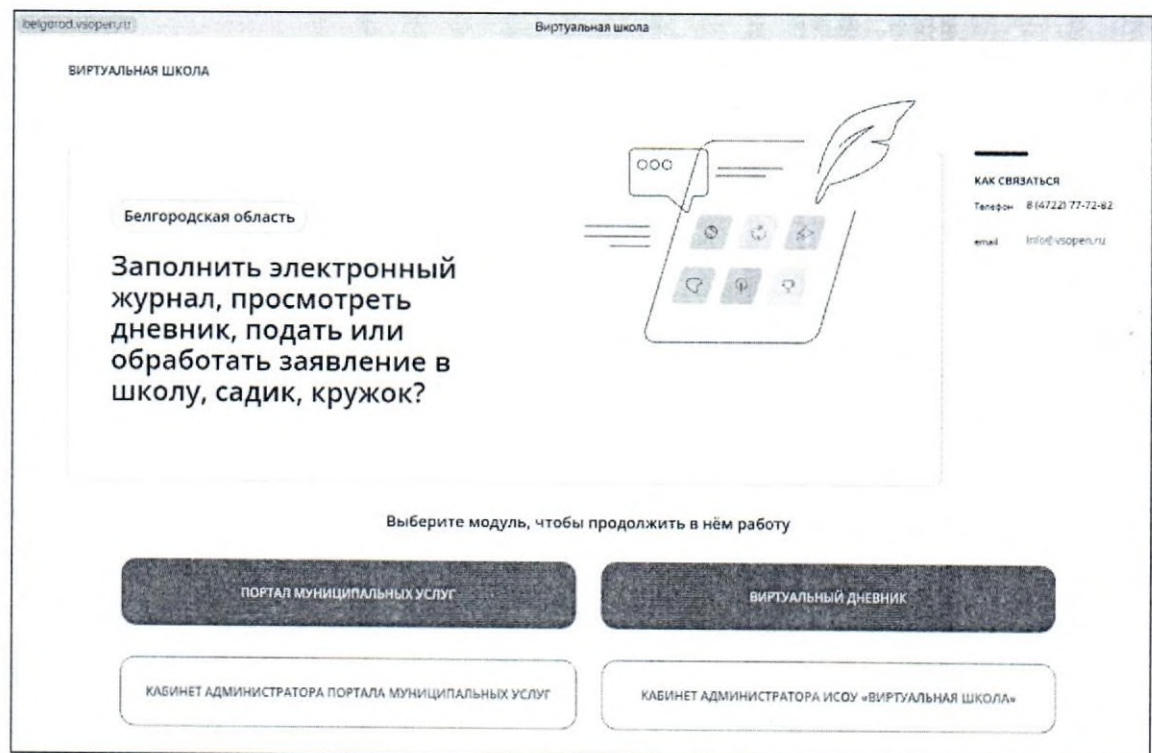 belgorod.vsopen.ru
Виртуальная школа
ВИРТУАЛЬНАЯ ШКОЛА
Белгородская область
Заполнить электронный
журнал, просмотреть
дневник, подать или
обработать заявление в
школу, садик, кружок?
КАК СВЯЗАТЬСЯ
Телефон 8 (4722) 77-72-82
email info@vsopen.ru
Выберите модуль, чтобы продолжить в нём работу
ПОРТАЛ МУНИЦИПАЛЬНЫХ УСЛУГ
ВИРТУАЛЬНЫЙ ДНЕВНИК
КАБИНЕТ АДМИНИСТРАТОРА ПОРТАЛА МУНИЦИПАЛЬНЫХ УСЛУГ
КАБИНЕТ АДМИНИСТРАТОРА ИСОУ «ВИРТУАЛЬНАЯ ШКОЛА»